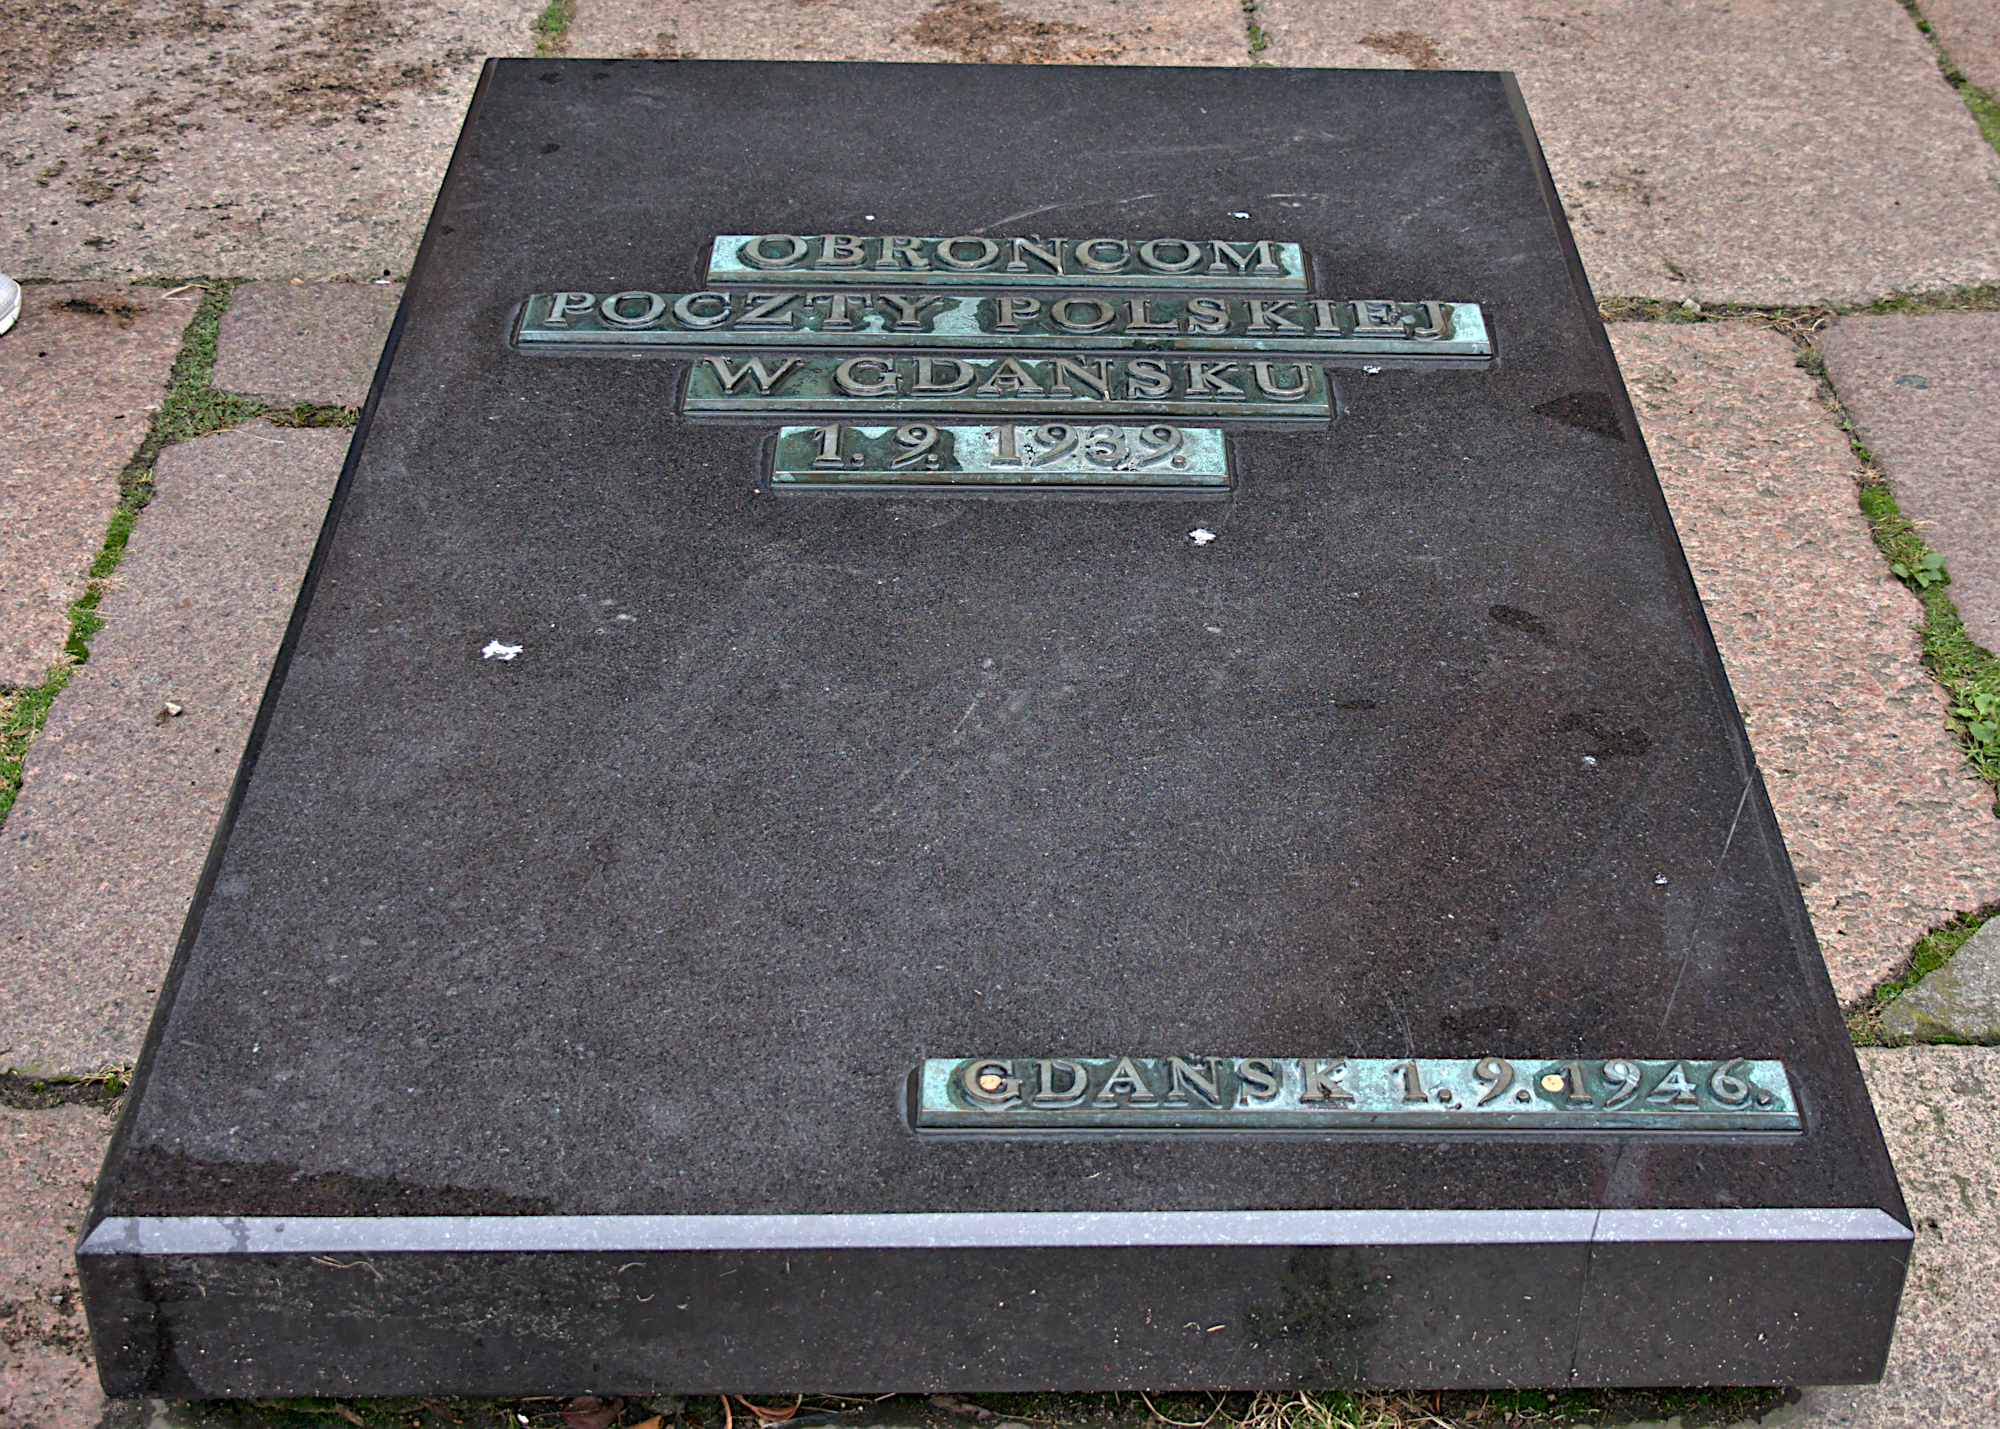 OBROŃCOM
POCZTY POLSKIEJ
W GDAŃSKU
1. 9. 1939.
GDAŃSK 1. 9. 1946.